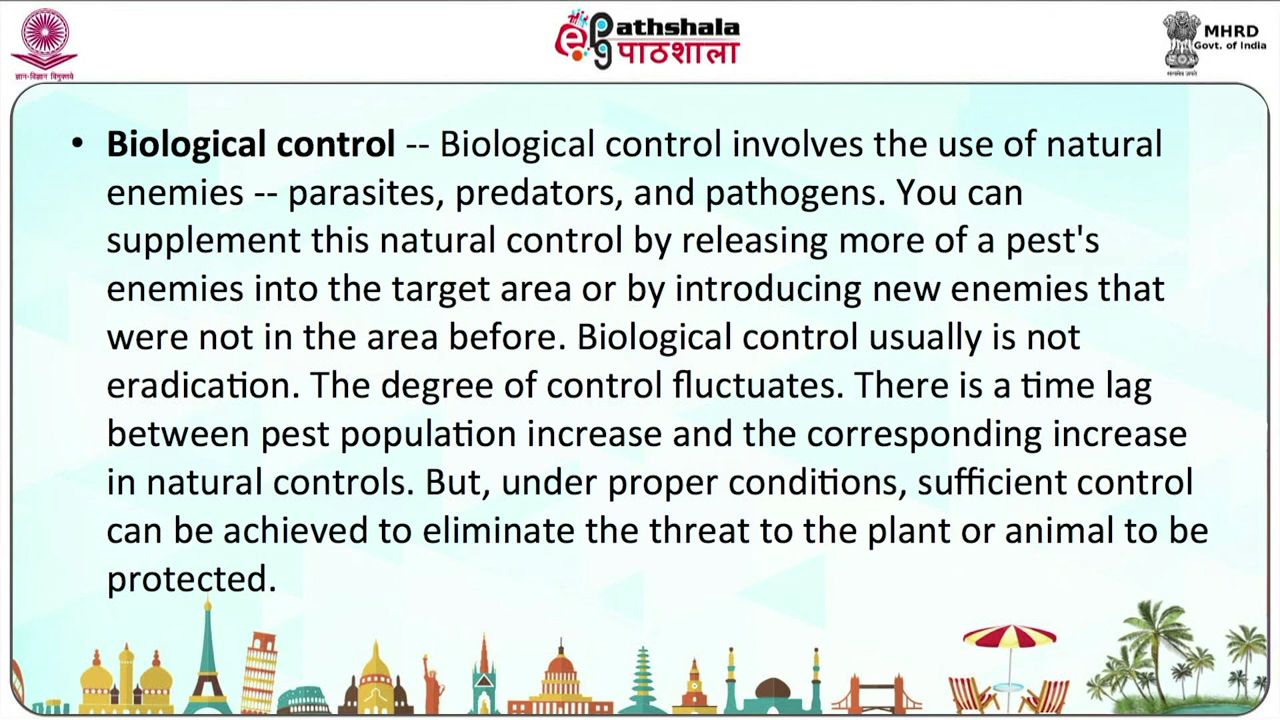 ePathshala
पाठशाला
MHRD
Govt. of India
ज्ञान-विज्ञान विमुक्तये
• Biological control -- Biological control involves the use of natural
enemies -- parasites, predators, and pathogens. You can
supplement this natural control by releasing more of a pest's
enemies into the target area or by introducing new enemies that
were not in the area before. Biological control usually is not
eradication. The degree of control fluctuates. There is a time lag
between pest population increase and the corresponding increase
in natural controls. But, under proper conditions, sufficient control
can be achieved to eliminate the threat to the plant or animal to be
protected.